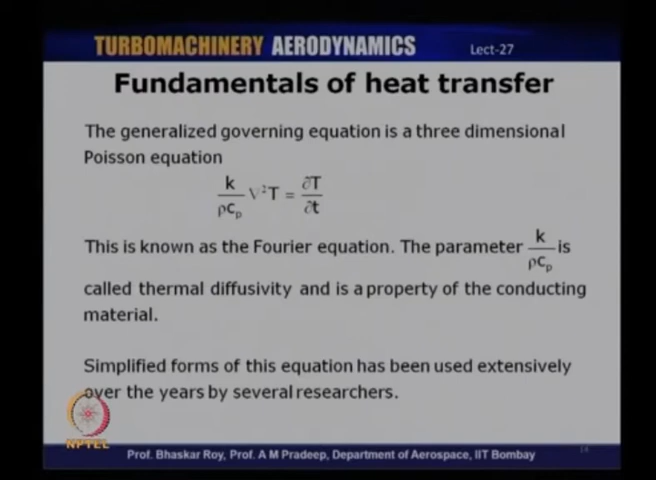 TURBOMACHINERY AERODYNAMICS Lect-27
Fundamentals of heat transfer
The generalized governing equation is a three dimensional
Poisson equation
k/ρcₚ ∇²T = ∂T/∂t
This is known as the Fourier equation. The parameter k/ρcₚ is
called thermal diffusivity and is a property of the conducting
material.
Simplified forms of this equation has been used extensively
over the years by several researchers.
NPTEL
Prof. Bhaskar Roy, Prof. A M Pradeep, Department of Aerospace, IIT Bombay